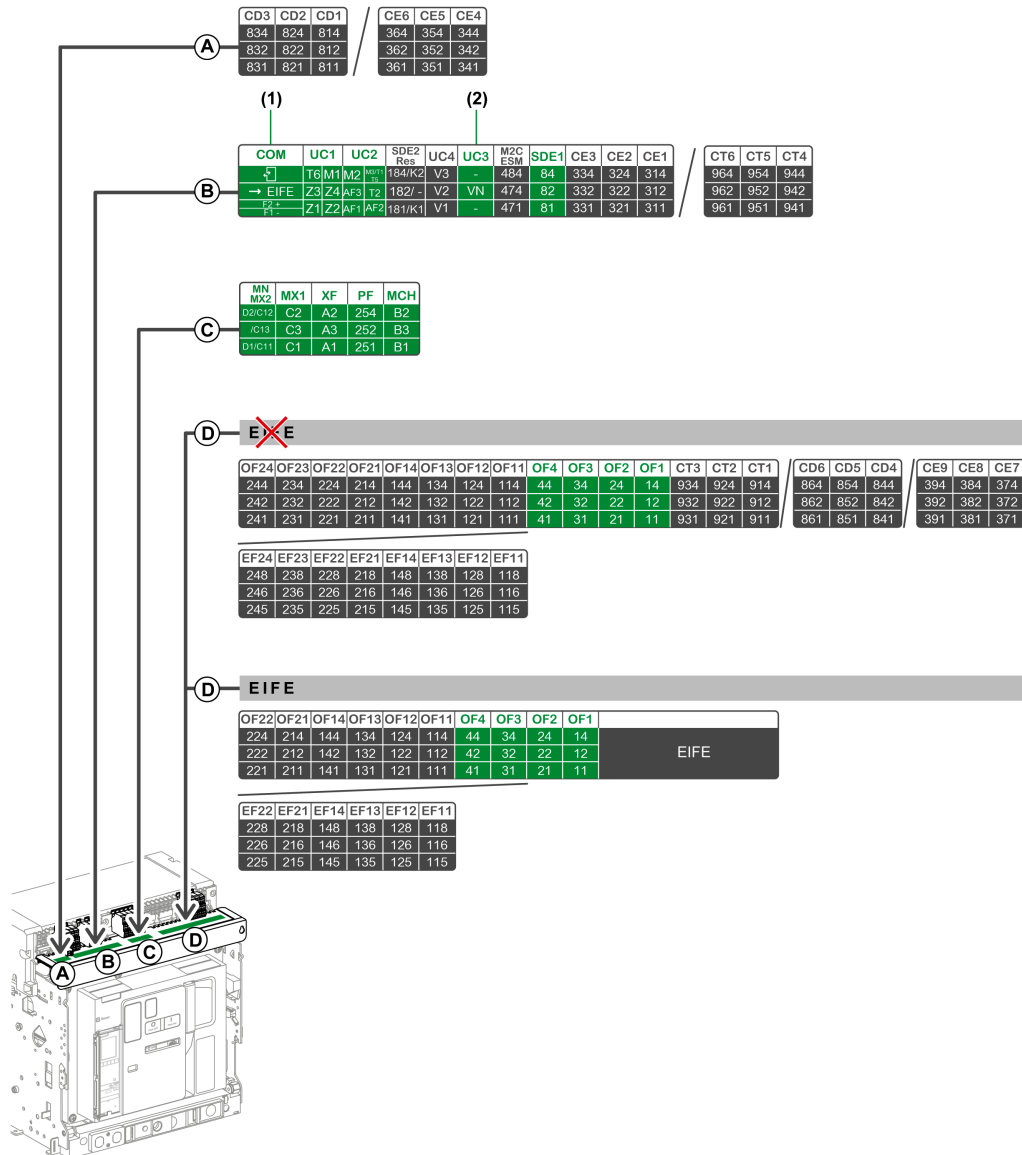 CD3 CD2 CD1 CE6 CE5 CE4
834 824 814 364 354 344
A 832 822 812 362 352 342
831 821 811 361 351 341
(1) (2)
COM UC1 UC2 SDE2 Res UC4 UC3 M2C ESM SDE1 CE3 CE2 CE1 CT6 CT5 CT4
T6 M1 M2 M3/T1 T5 184/K2 V3 - 484 84 334 324 314 964 954 944
B → EIFE Z3 Z4 AF3 T2 182/ - V2 VN 474 82 332 322 312 962 952 942
F2 + F1 - Z1 Z2 AF1 AF2 181/K1 V1 - 471 81 331 321 311 961 951 941
MN MX2 MX1 XF PF MCH
D2/C12 C2 A2 254 B2
C /C13 C3 A3 252 B3
D1/C11 C1 A1 251 B1
D EIFE
OF24 OF23 OF22 OF21 OF14 OF13 OF12 OF11 OF4 OF3 OF2 OF1 CT3 CT2 CT1 CD6 CD5 CD4 CE9 CE8 CE7
244 234 224 214 144 134 124 114 44 34 24 14 934 924 914 864 854 844 394 384 374
242 232 222 212 142 132 122 112 42 32 22 12 932 922 912 862 852 842 392 382 372
241 231 221 211 141 131 121 111 41 31 21 11 931 921 911 861 851 841 391 381 371
EF24 EF23 EF22 EF21 EF14 EF13 EF12 EF11
248 238 228 218 148 138 128 118
246 236 226 216 146 136 126 116
245 235 225 215 145 135 125 115
D EIFE
OF22 OF21 OF14 OF13 OF12 OF11 OF4 OF3 OF2 OF1
224 214 144 134 124 114 44 34 24 14
222 212 142 132 122 112 42 32 22 12 EIFE
221 211 141 131 121 111 41 31 21 11
EF22 EF21 EF14 EF13 EF12 EF11
228 218 148 138 128 118
226 216 146 136 126 116
225 215 145 135 125 115
A B C D